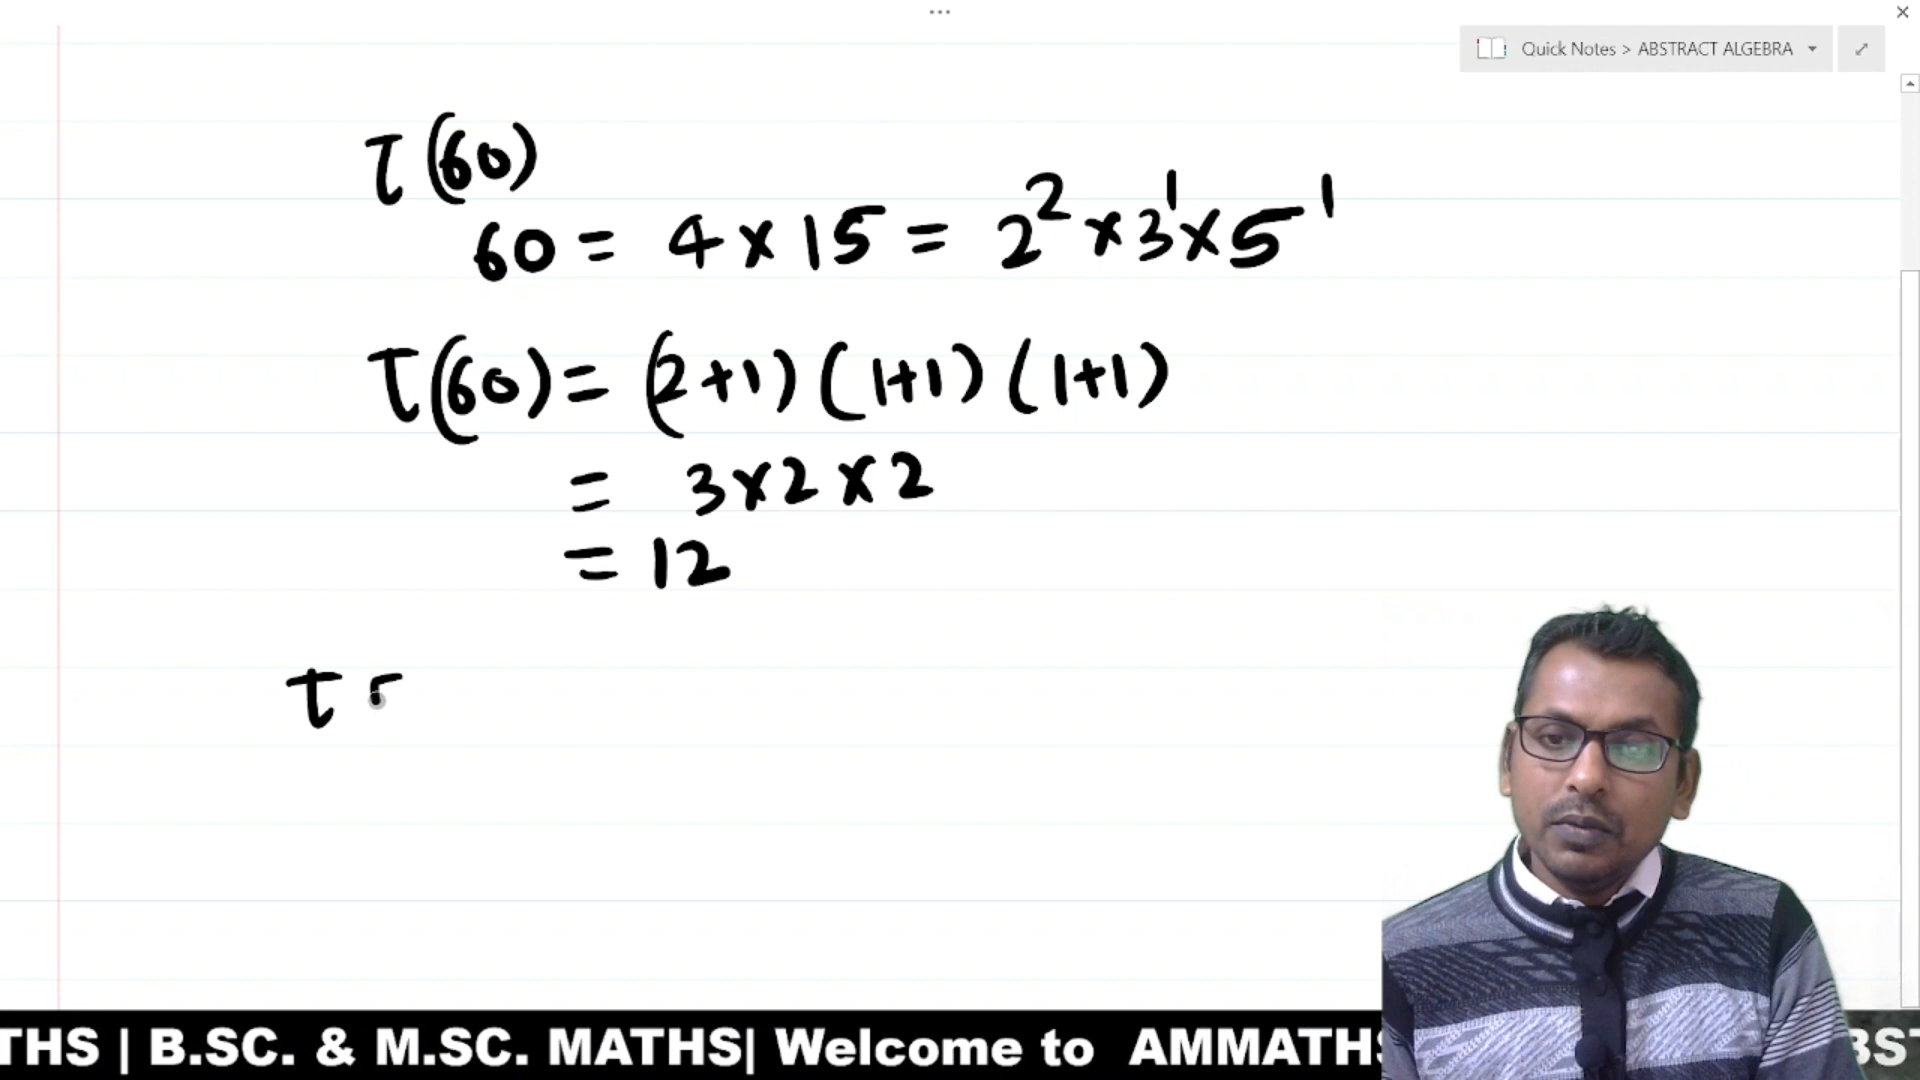 Quick Notes > ABSTRACT ALGEBRA
τ(60)
60 = 4 × 15 = 2² × 3¹ × 5¹
τ(60) = (2+1) (1+1) (1+1)
= 3×2×2
= 12
τ
THS | B.SC. & M.SC. MATHS| Welcome to AMMATHS BST